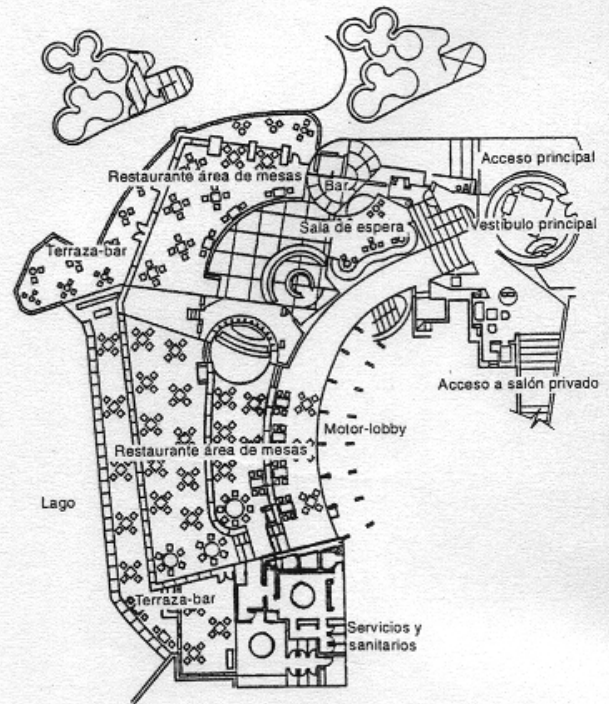 Acceso principal
Restaurante área de mesas
Bar
Sala de espera
Vestíbulo principal
Terraza-bar
Acceso a salón privado
Motor-lobby
Restaurante área de mesas
Lago
Terraza-bar
Servicios y
sanitarios